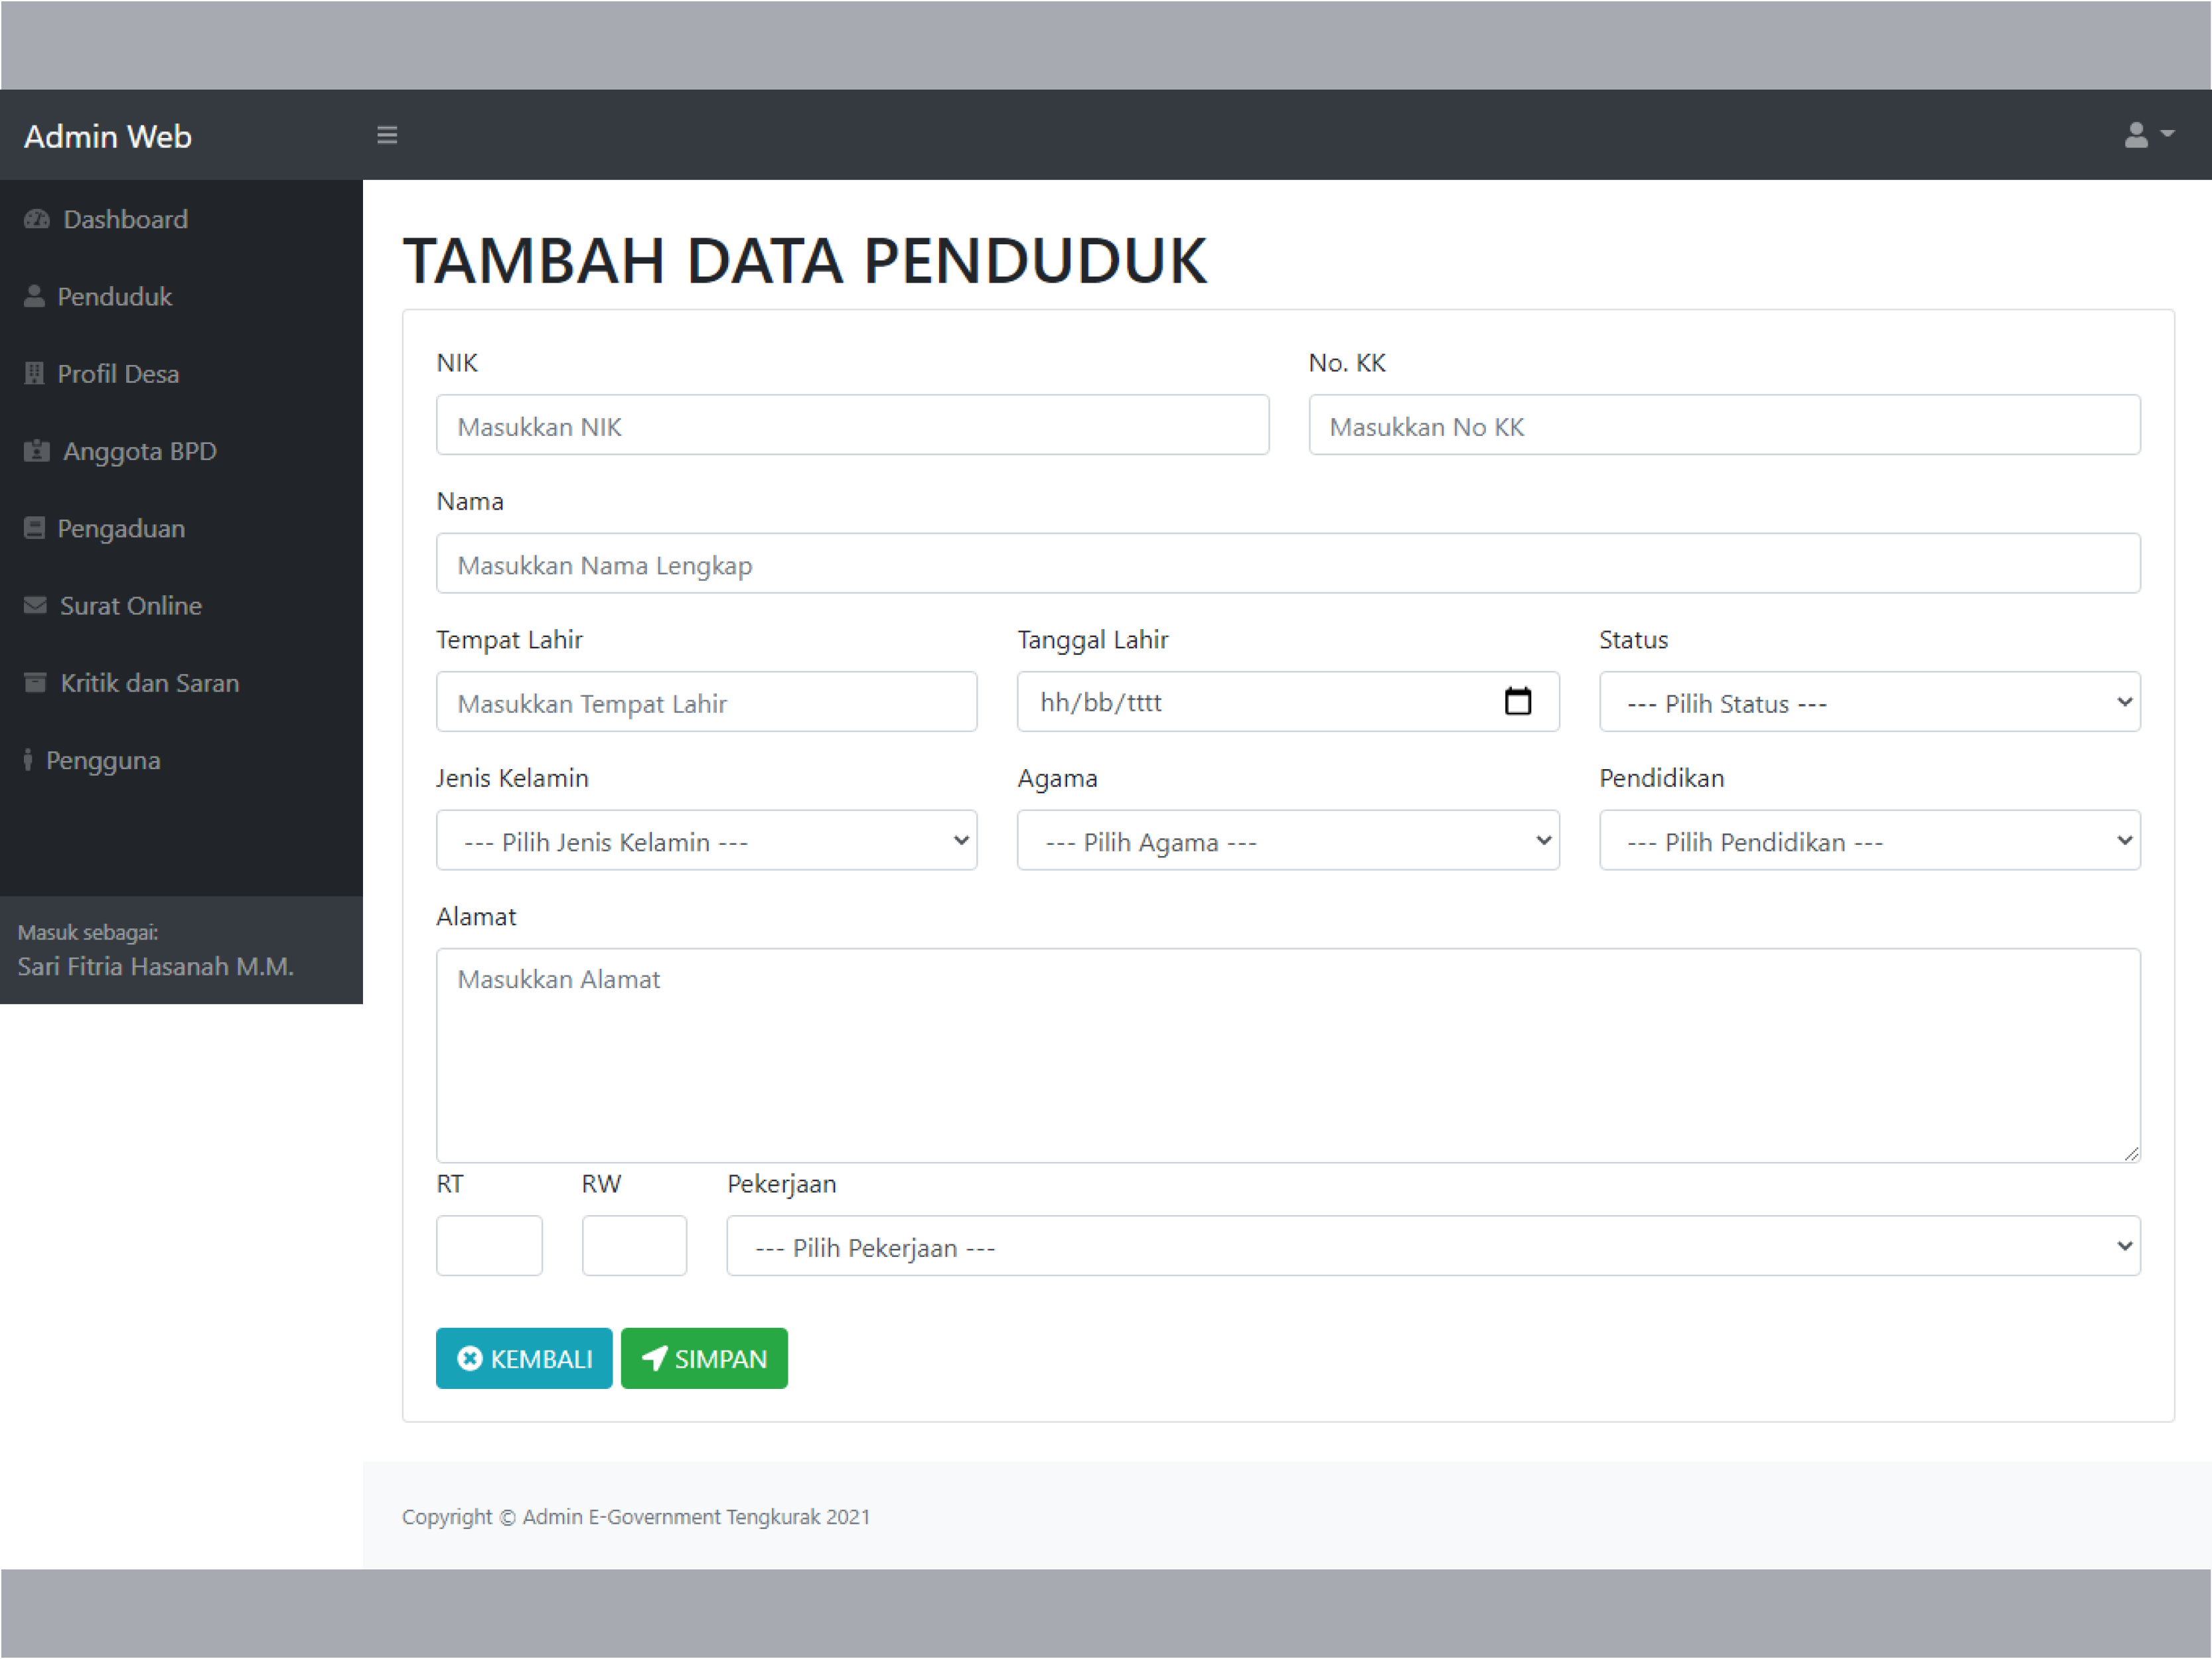 Admin Web
Dashboard
Penduduk
Profil Desa
Anggota BPD
Pengaduan
Surat Online
Kritik dan Saran
Pengguna
Masuk sebagai:
Sari Fitria Hasanah M.M.
TAMBAH DATA PENDUDUK
NIK No. KK
Masukkan NIK Masukkan No KK
Nama
Masukkan Nama Lengkap
Tempat Lahir Tanggal Lahir Status
Masukkan Tempat Lahir hh/bb/tttt --- Pilih Status ---
Jenis Kelamin Agama Pendidikan
--- Pilih Jenis Kelamin --- --- Pilih Agama --- --- Pilih Pendidikan ---
Alamat
Masukkan Alamat
RT RW Pekerjaan
--- Pilih Pekerjaan ---
KEMBALI SIMPAN
Copyright © Admin E-Government Tengkurak 2021